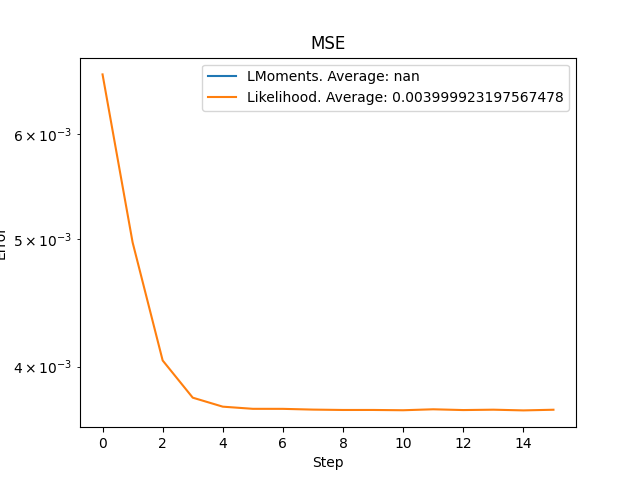 MSE
LMoments. Average: nan
Likelihood. Average: 0.003999923197567478
6 × 10⁻³
5 × 10⁻³
4 × 10⁻³
Error
0 2 4 6 8 10 12 14
Step